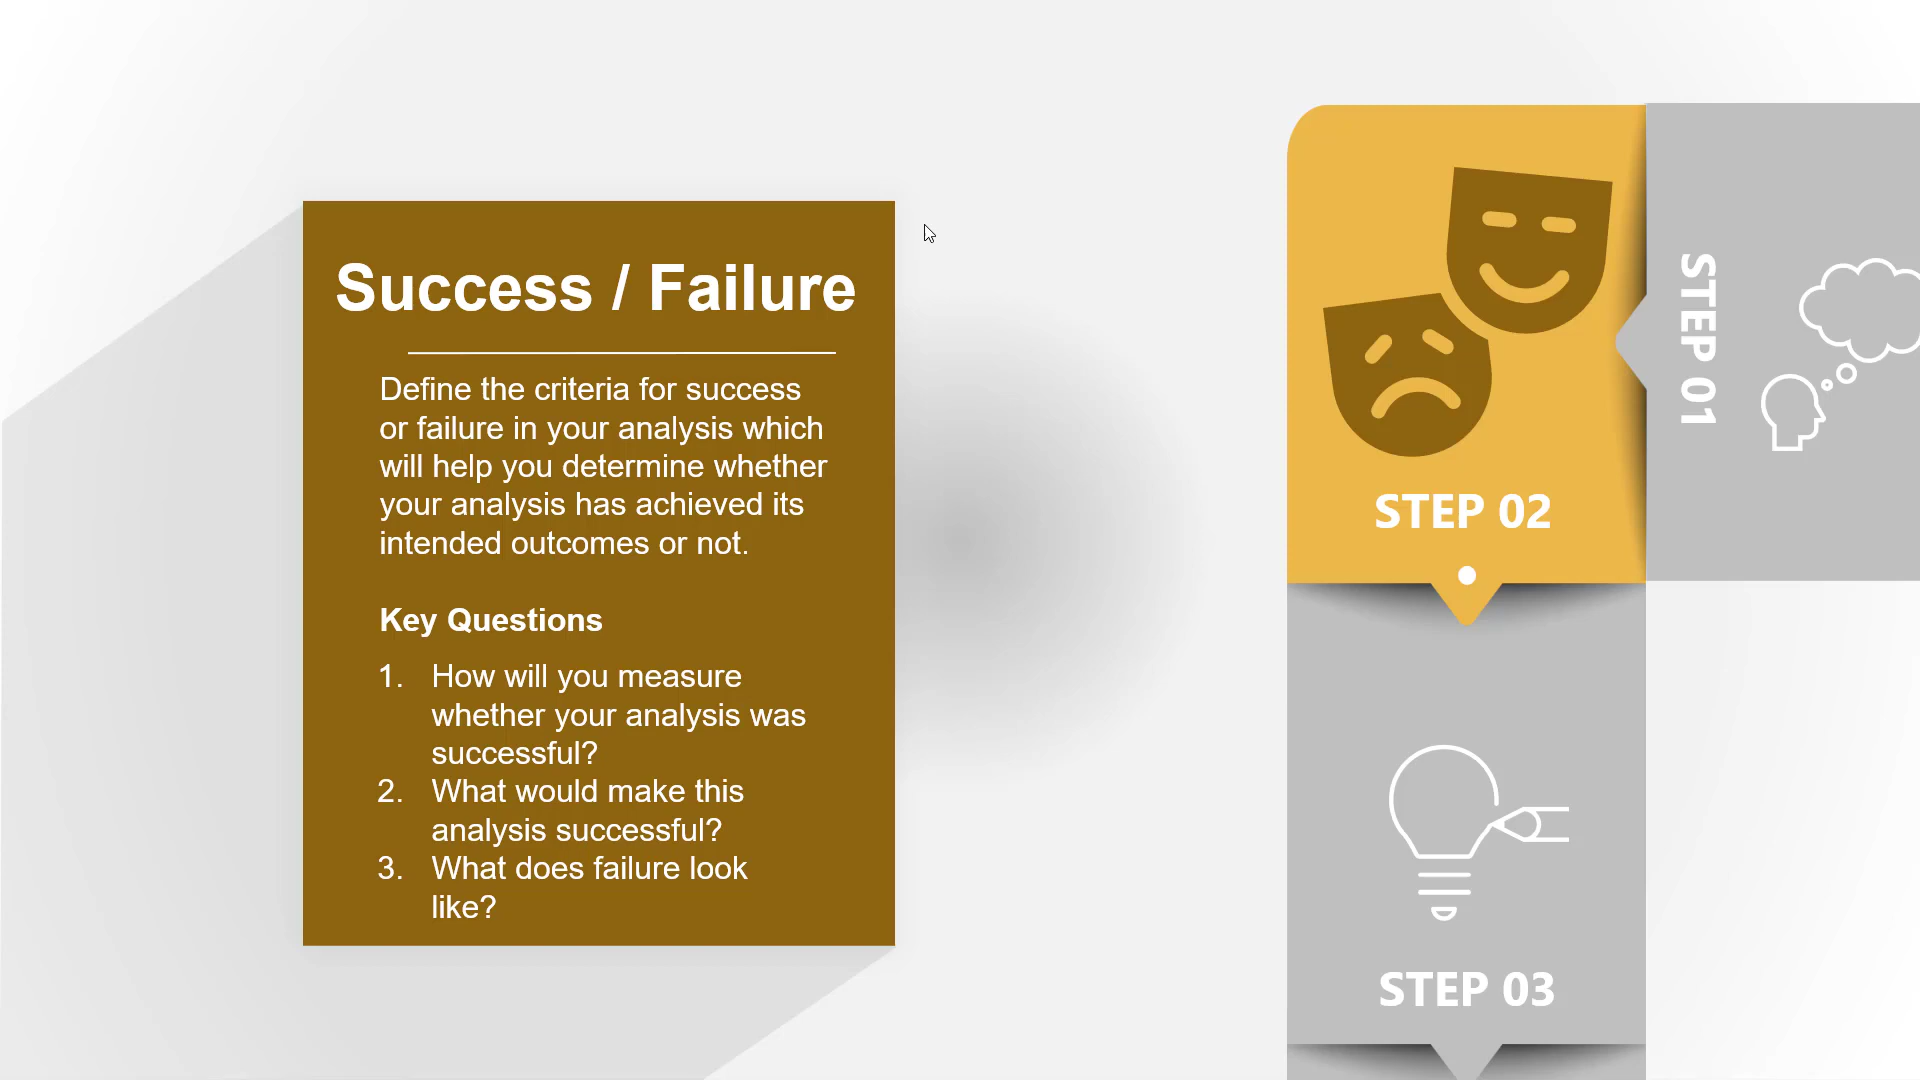 Success / Failure
Define the criteria for success
or failure in your analysis which
will help you determine whether
your analysis has achieved its
intended outcomes or not.
Key Questions
1. How will you measure
whether your analysis was
successful?
2. What would make this
analysis successful?
3. What does failure look
like?
STEP 02
STEP 01
STEP 03